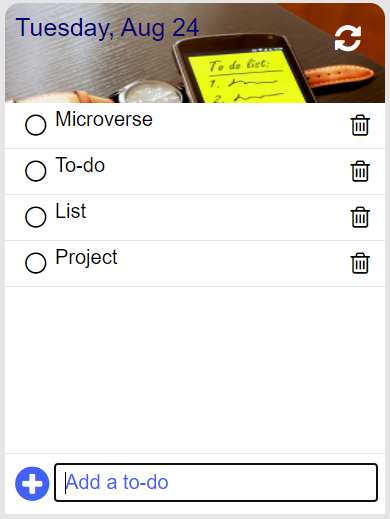 Tuesday, Aug 24
To do list:
1.
2.
Microverse
To-do
List
Project
Add a to-do